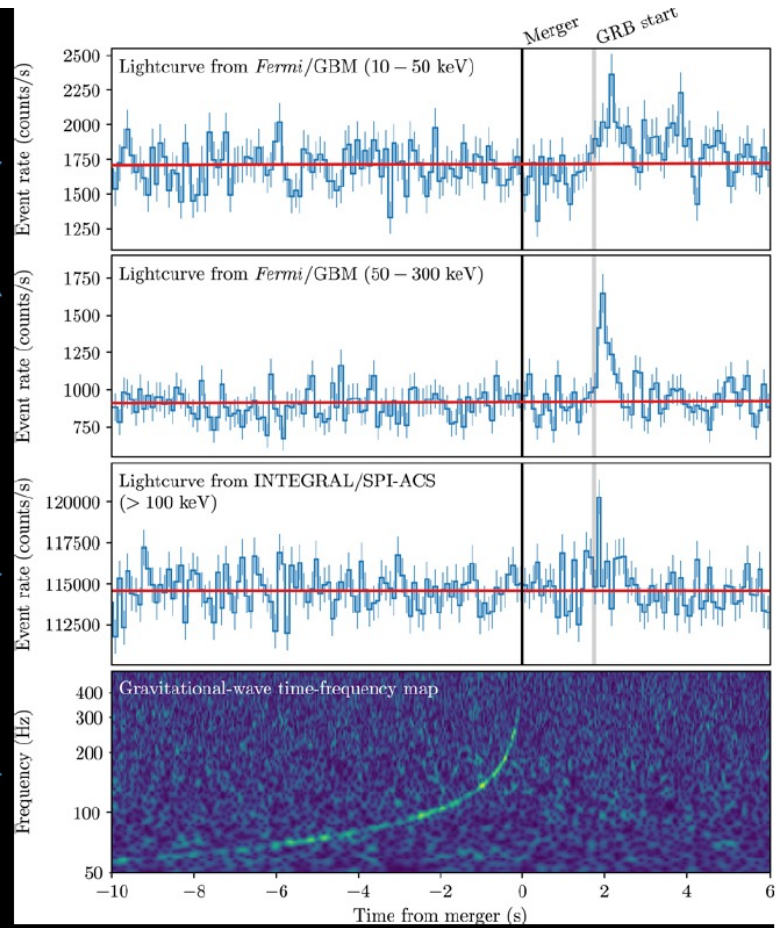 Merger
GRB start
Lightcurve from Fermi/GBM (10 − 50 keV)
Event rate (counts/s)
2500
2250
2000
1750
1500
1250
Lightcurve from Fermi/GBM (50 − 300 keV)
Event rate (counts/s)
1750
1500
1250
1000
750
Lightcurve from INTEGRAL/SPI-ACS
(> 100 keV)
Event rate (counts/s)
120000
117500
115000
112500
Gravitational-wave time-frequency map
Frequency (Hz)
400
300
200
100
50
−10 −8 −6 −4 −2 0 2 4 6
Time from merger (s)